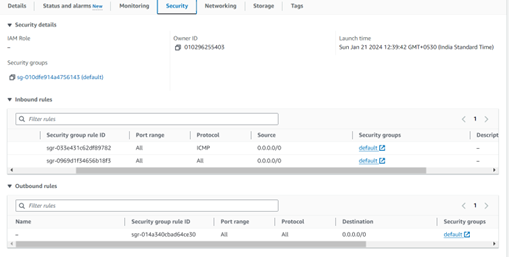 Details Status and alarms New Monitoring Security Networking Storage Tags
Security details
IAM Role Owner ID Launch time
– 010296255403 Sun Jan 21 2024 12:39:42 GMT+0530 (India Standard Time)
Security groups
sg-010dfe914a4756143 (default)
Inbound rules
Filter rules 1
Security group rule ID Port range Protocol Source Security groups Descript
sgr-033e431c62df89782 All ICMP 0.0.0.0/0 default –
sgr-0969d1f34656b18f3 All All 0.0.0.0/0 default –
Outbound rules
Filter rules 1
Name Security group rule ID Port range Protocol Destination Security groups
– sgr-014a340cbad64ce30 All All 0.0.0.0/0 default